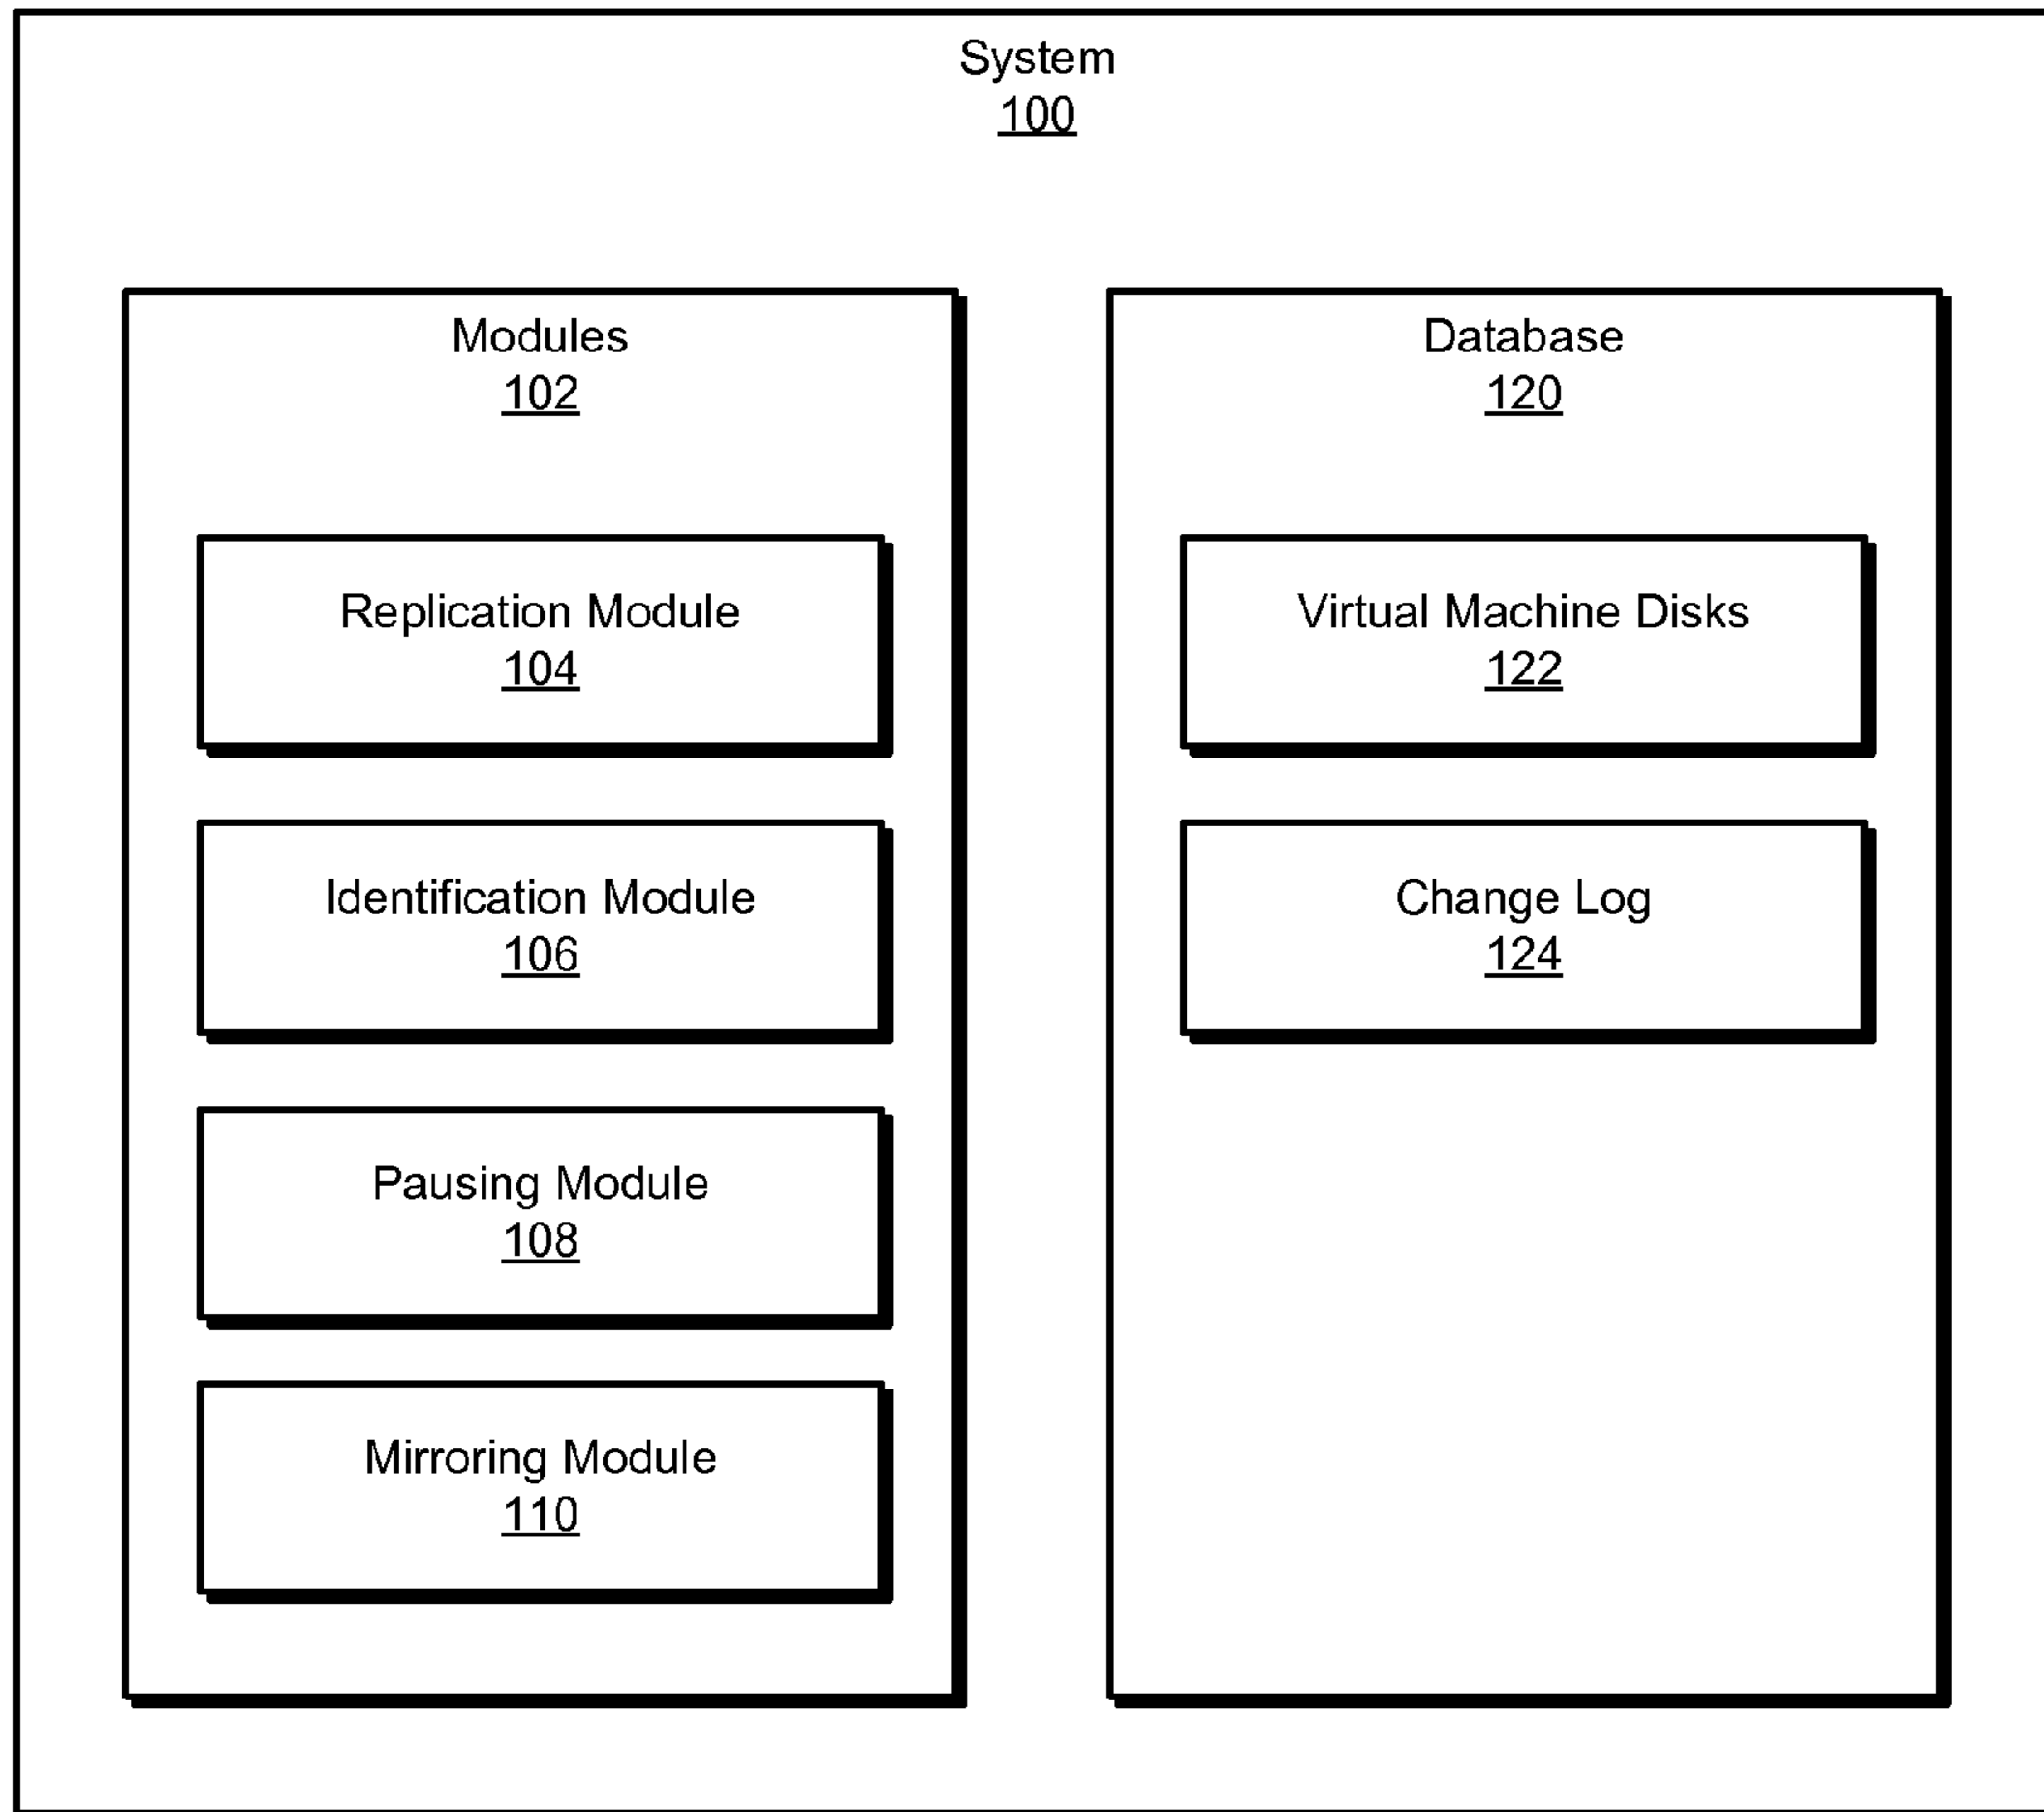 System
100
Modules
102
Replication Module
104
Identification Module
106
Pausing Module
108
Mirroring Module
110
Database
120
Virtual Machine Disks
122
Change Log
124